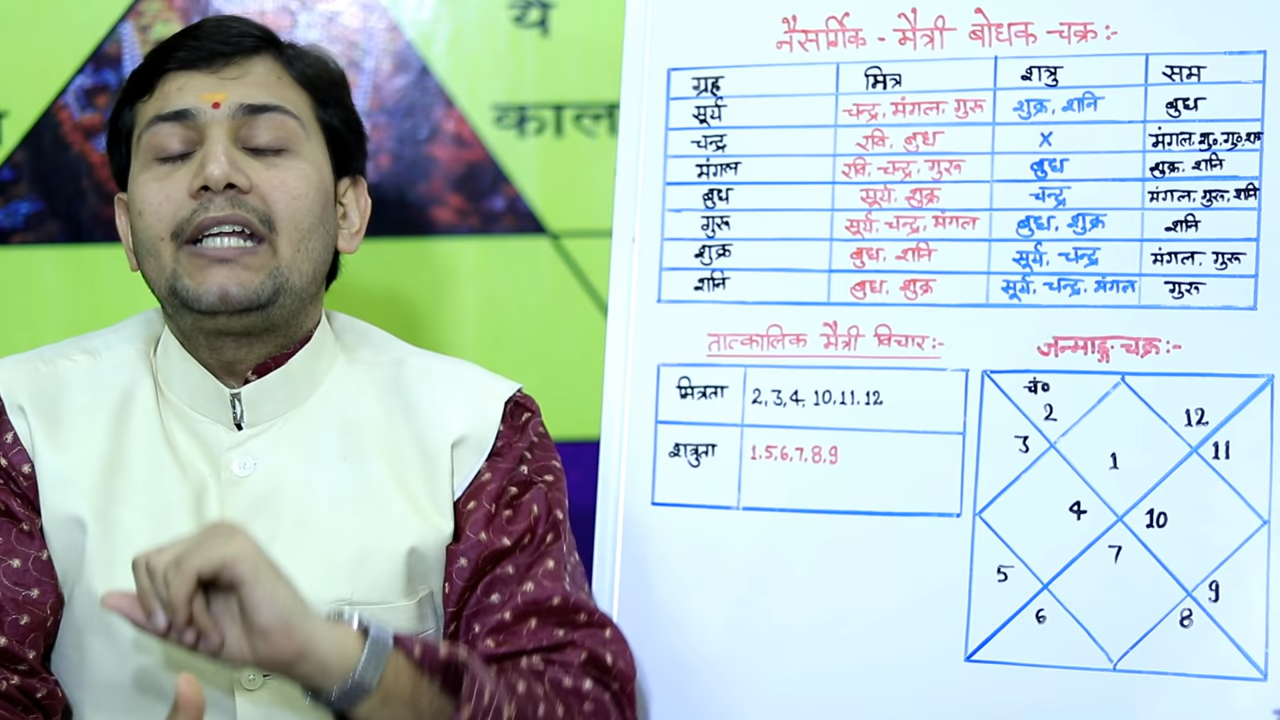 यै
काल
नैसर्गिक - मैत्री बोधक चक्र:-
ग्रह मित्र शत्रु सम
सूर्य चन्द्र, मंगल, गुरू शुक्र, शनि बुध
चन्द्र रवि, बुध x मंगल, शु०, गु०, श०
मंगल रवि, चन्द्र, गुरू बुध शुक्र, शनि
बुध सूर्य, शुक्र चन्द्र मंगल, गुरू, शनि
गुरू सूर्य, चन्द्र, मंगल बुध, शुक्र शनि
शुक्र बुध, शनि सूर्य, चन्द्र मंगल, गुरू
शनि बुध, शुक्र सूर्य, चन्द्र, मंगल गुरू
तात्कालिक मैत्री विचार:-
मित्रता 2, 3, 4, 10, 11, 12
शत्रुता 1, 5, 6, 7, 8, 9
जन्माङ्ग चक्र:-
चं०
2 12
3 11
1
4 10
7
5 9
6 8